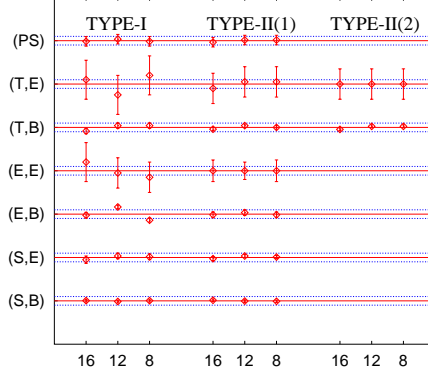 TYPE-I TYPE-II(1) TYPE-II(2)
(PS)
(T,E)
(T,B)
(E,E)
(E,B)
(S,E)
(S,B)
16 12 8 16 12 8 16 12 8